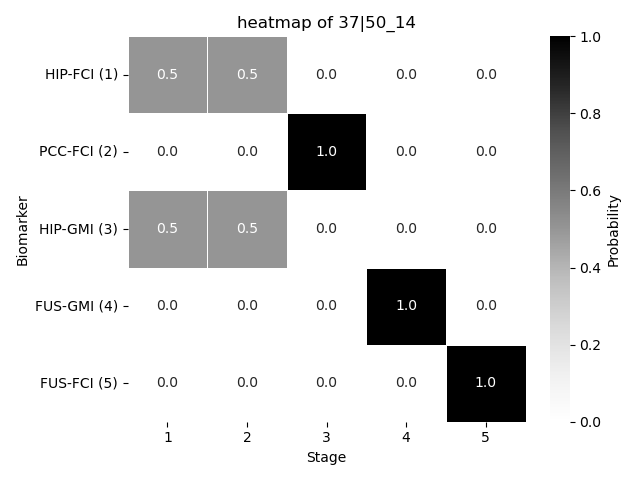 heatmap of 37|50_14
HIP-FCI (1) 0.5 0.5 0.0 0.0 0.0
PCC-FCI (2) 0.0 0.0 1.0 0.0 0.0
HIP-GMI (3) 0.5 0.5 0.0 0.0 0.0
FUS-GMI (4) 0.0 0.0 0.0 1.0 0.0
FUS-FCI (5) 0.0 0.0 0.0 0.0 1.0
1 2 3 4 5
Stage
Biomarker
1.0
0.8
0.6
0.4
0.2
0.0
Probability